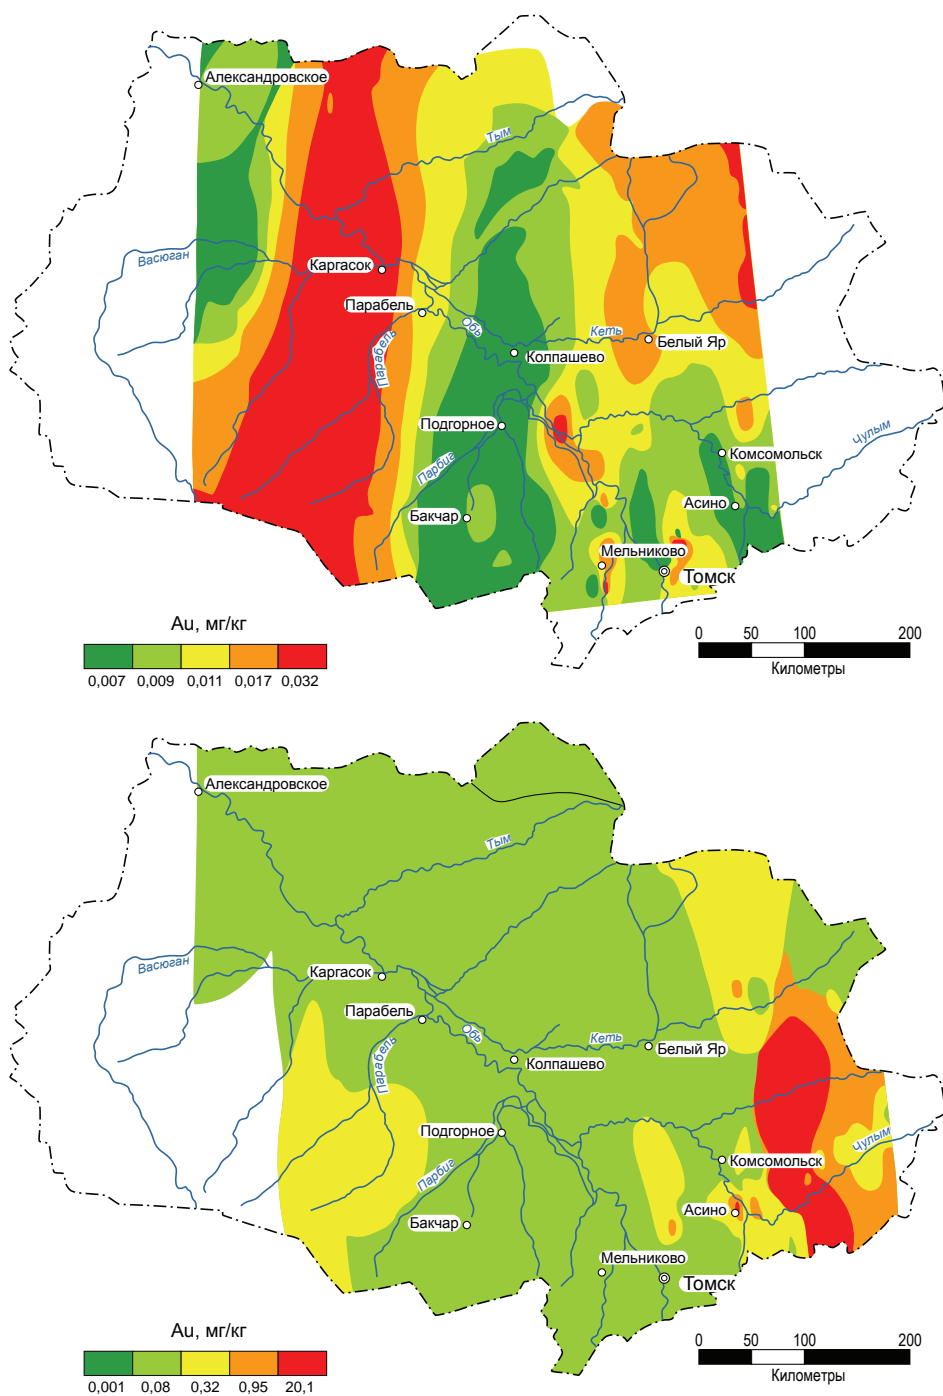 Александровское
Тым
Васюган
Каргасок
Парабель
Обь
Парабель
Кеть
Белый Яр
Колпашево
Подгорное
Чулым
Комсомольск
Парбиг
Бакчар
Асино
Мельниково
Томск
Au, мг/кг
0,007 0,009 0,011 0,017 0,032
0 50 100 200
Километры
Александровское
Тым
Васюган
Каргасок
Парабель
Обь
Парабель
Кеть
Белый Яр
Колпашево
Подгорное
Чулым
Комсомольск
Парбиг
Бакчар
Асино
Мельниково
Томск
Au, мг/кг
0,001 0,08 0,32 0,95 20,1
0 50 100 200
Километры